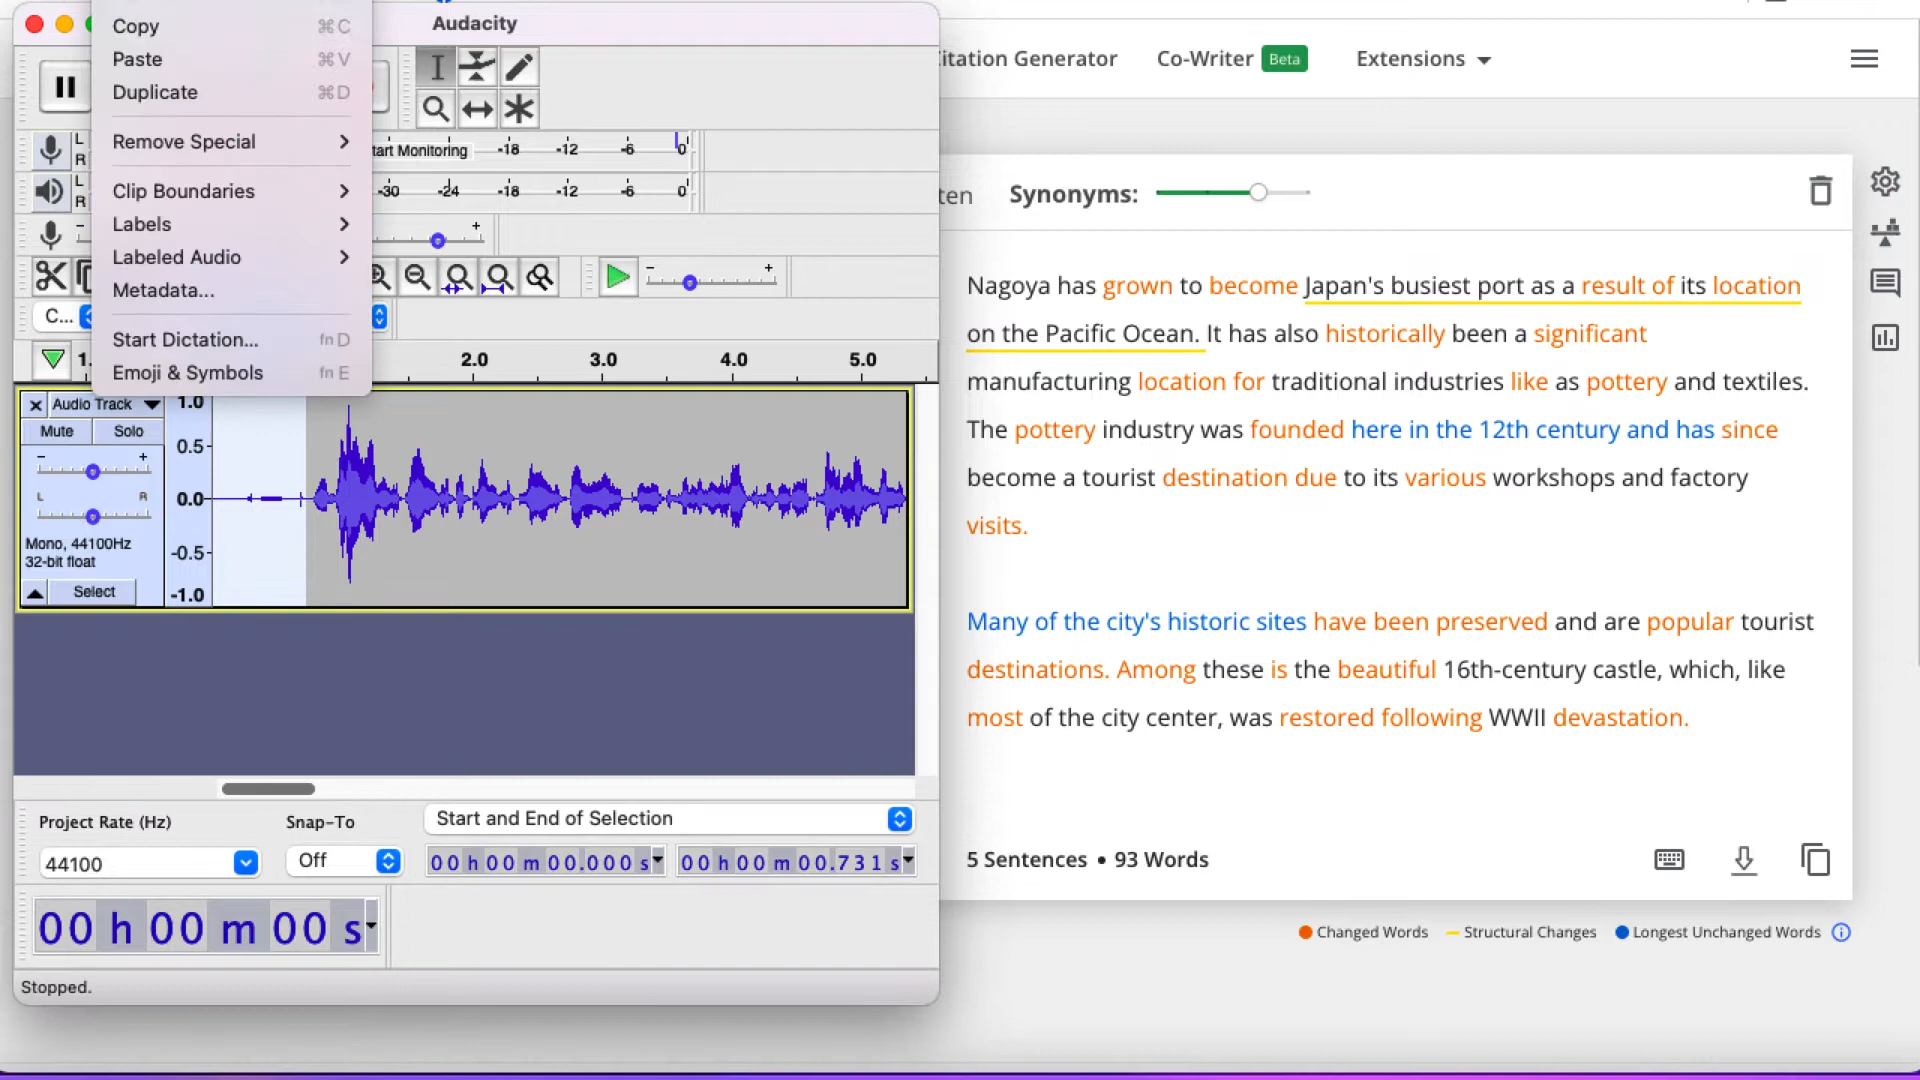 Copy ⌘C
Paste ⌘V
Duplicate ⌘D
Remove Special
Clip Boundaries
Labels
Labeled Audio
Metadata...
Start Dictation... fn D
Emoji & Symbols fn E
Audacity
L
R
tart Monitoring -18 -12 -6 0
L
R
-30 -24 -18 -12 -6 0
- +
- +
C...
1. 2.0 3.0 4.0 5.0
Audio Track
Mute Solo
- +
L R
Mono, 44100Hz
32-bit float
Select
1.0
0.5
0.0
-0.5
-1.0
Project Rate (Hz)
44100
Snap-To
Off
Start and End of Selection
00 h 00 m 00.000 s
00 h 00 m 00.731 s
00 h 00 m 00 s
Stopped.
itation Generator Co-Writer Beta Extensions
ten Synonyms:
Nagoya has grown to become Japan's busiest port as a result of its location
on the Pacific Ocean. It has also historically been a significant
manufacturing location for traditional industries like as pottery and textiles.
The pottery industry was founded here in the 12th century and has since
become a tourist destination due to its various workshops and factory
visits.
Many of the city's historic sites have been preserved and are popular tourist
destinations. Among these is the beautiful 16th-century castle, which, like
most of the city center, was restored following WWII devastation.
5 Sentences • 93 Words
Changed Words Structural Changes Longest Unchanged Words